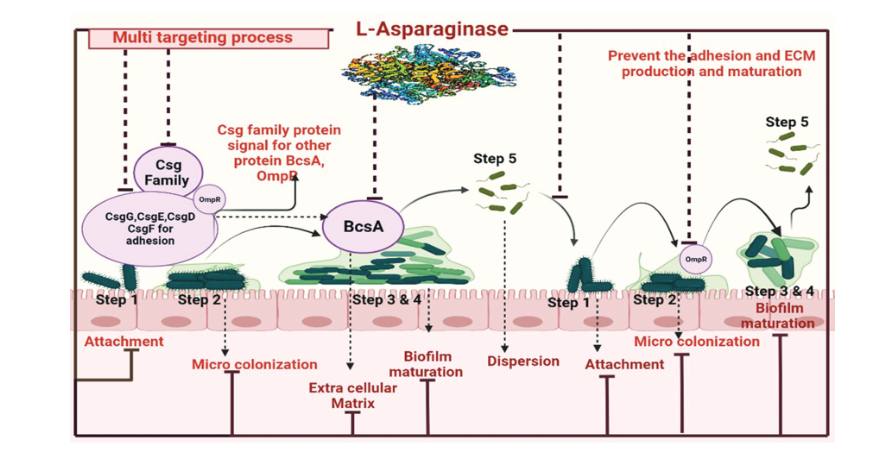 L-Asparaginase
Multi targeting process
Prevent the adhesion and ECM
production and maturation
Csg family protein
signal for other
protein BcsA,
OmpR
Csg
Family
OmpR
CsgG,CsgE,CsgD
CsgF for
adhesion
BcsA
Step 5
Step 5
OmpR
Step 1
Step 2
Step 3 & 4
Step 1
Step 2
Step 3 & 4
Biofilm
maturation
Attachment
Micro colonization
Extra cellular
Matrix
Biofilm
maturation
Dispersion
Attachment
Micro colonization